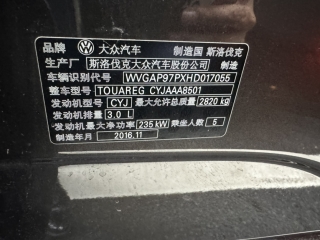 品牌 大众汽车 制造国 斯洛伐克
生产厂 斯洛伐克大众汽车股份公司
车辆识别代号 WVGAP97PXHD017055
整车型号 TOUAREG CYJAAA8501
发动机型号 CYJ 最大允许总质量 2820 kg
发动机排量 3.0 L
发动机最大净功率 235 kW 乘坐人数 5
制造年月 2016.11